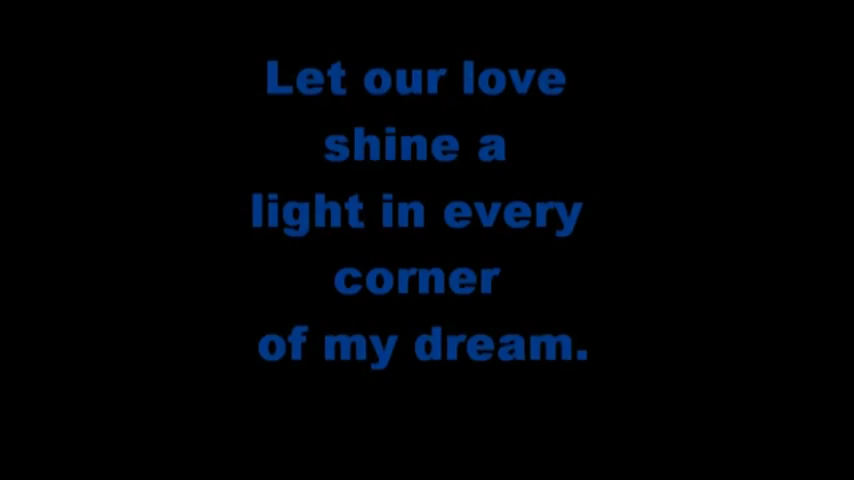 Let our love
shine a
light in every
corner
of my dream.